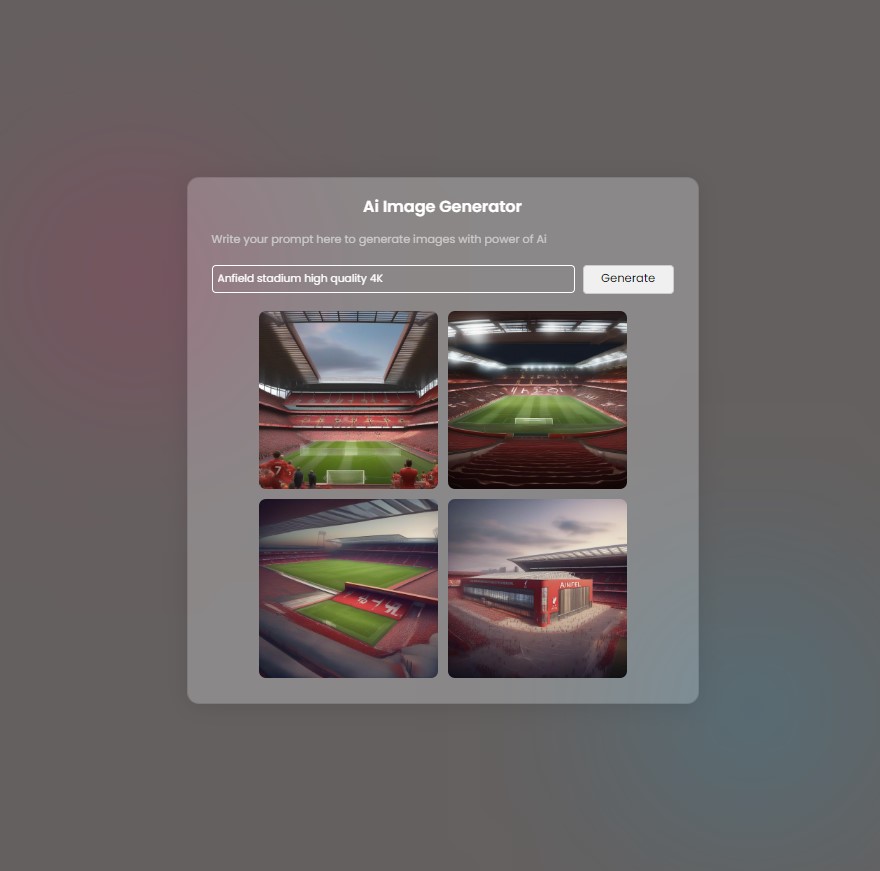 Ai Image Generator
Write your prompt here to generate images with power of Ai
Anfield stadium high quality 4K
Generate
7